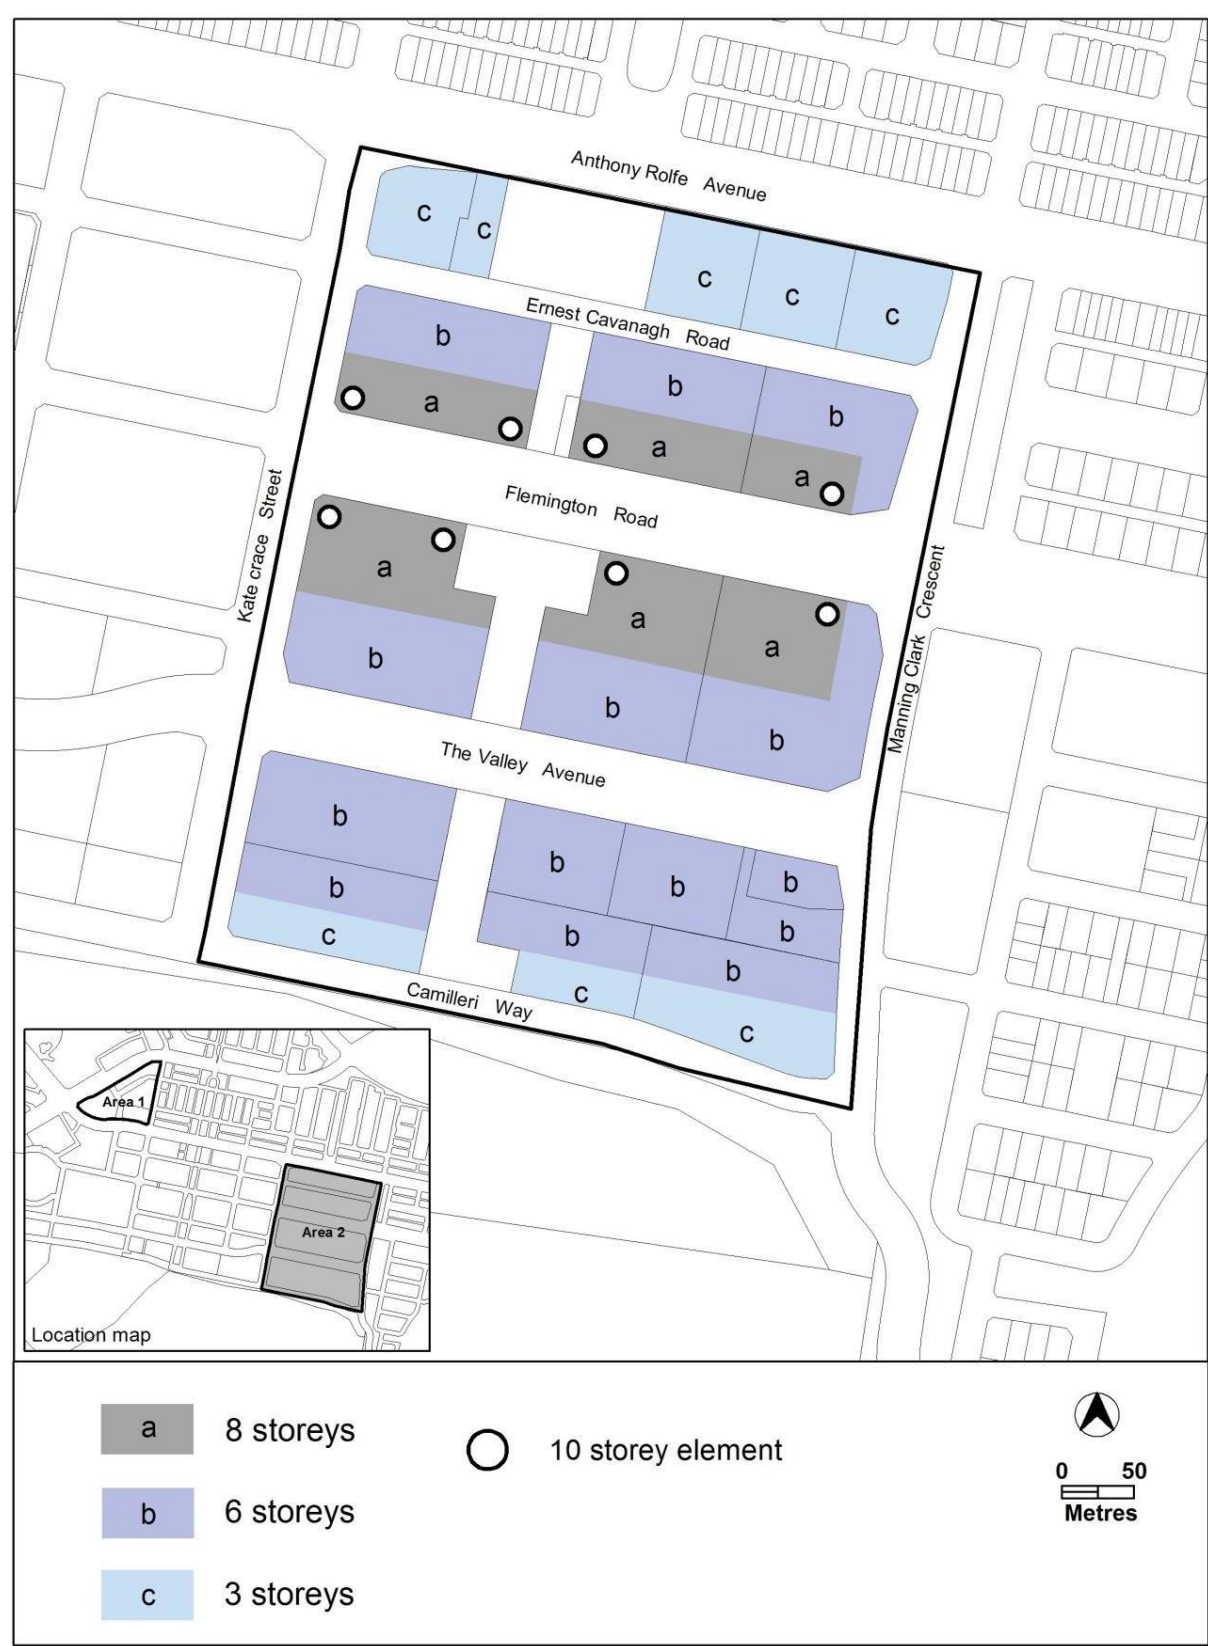 Anthony Rolfe Avenue
c
c
c
c
c
Ernest Cavanagh Road
b
b
b
a
a
a
Flemington Road
Kate crace Street
a
a
a
b
b
b
Manning Clark Crescent
The Valley Avenue
b
b
b
b
b
b
b
b
c
c
c
Camilleri Way
Area 1
Area 2
Location map
a 8 storeys
10 storey element
b 6 storeys
c 3 storeys
0 50
Metres